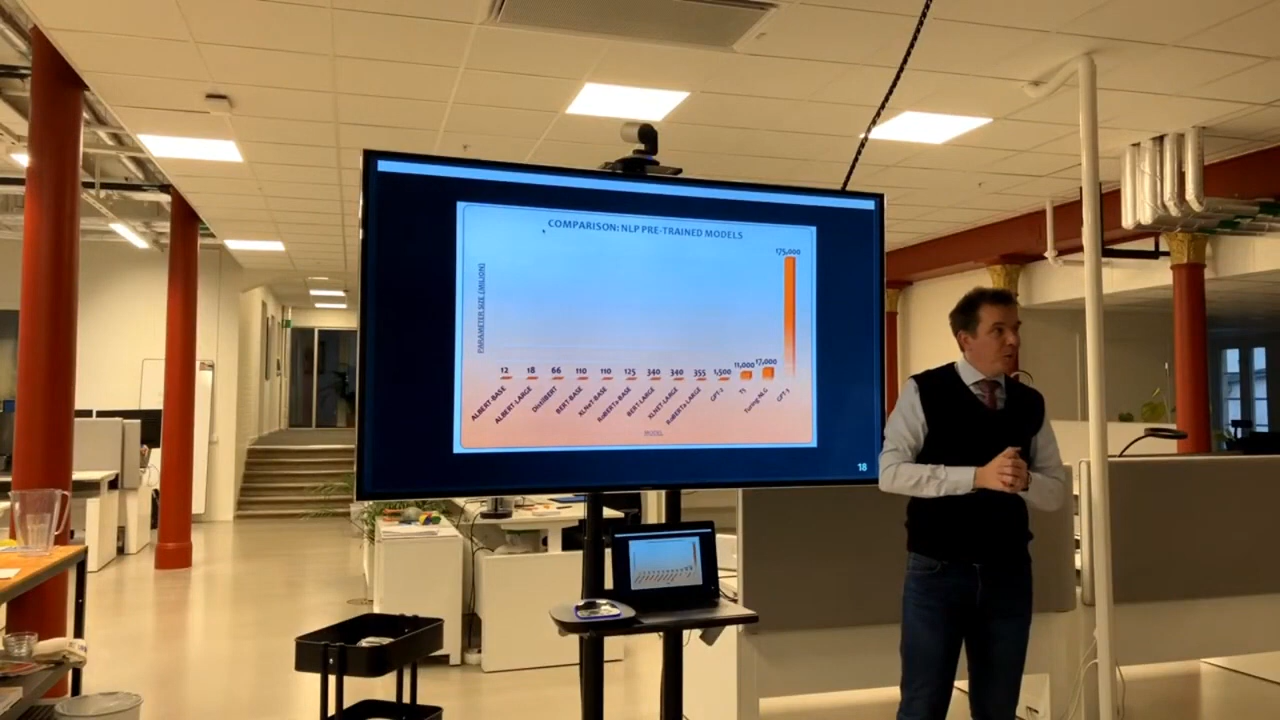 COMPARISON: NLP PRE-TRAINED MODELS
PARAMETER SIZE (MILION)
12 18 66 110 110 125 340 340 355 1,500 11,000 17,000 175,000
ALBERT-BASE ALBERT-LARGE DistilBERT BERT-BASE XLNeT-BASE RoBERTa-BASE BERT-LARGE XLNET-LARGE RoBERTa-LARGE GPT-2 T5 Turing-NLG GPT-3
MODEL
18